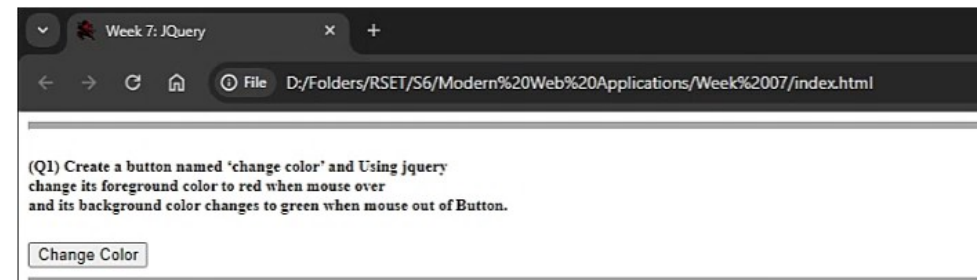 Week 7: JQuery
File D:/Folders/RSET/S6/Modern%20Web%20Applications/Week%2007/index.html
(Q1) Create a button named ‘change color’ and Using jquery
change its foreground color to red when mouse over
and its background color changes to green when mouse out of Button.
Change Color